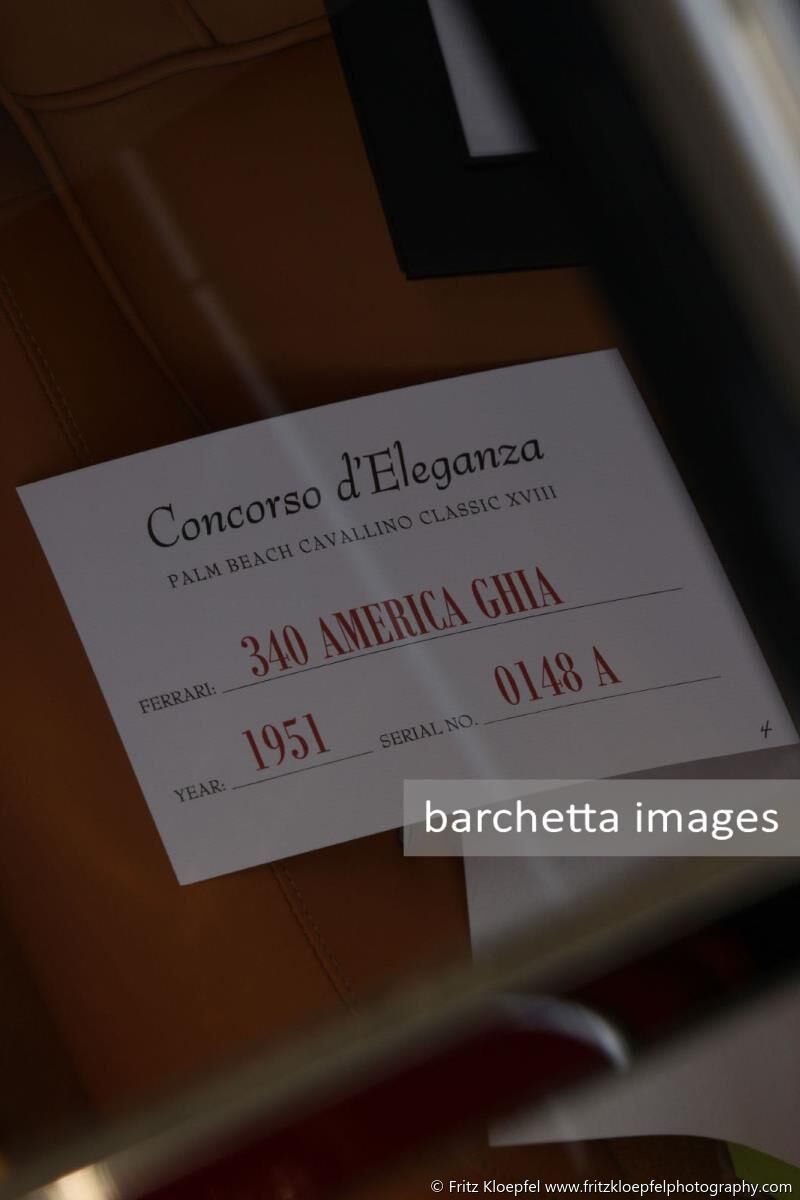 Concorso d'Eleganza
PALM BEACH CAVALLINO CLASSIC XVIII
FERRARI: 340 AMERICA GHIA
YEAR: 1951 SERIAL NO. 0148 A
4
barchetta images
© Fritz Kloepfel www.fritzkloepfelphotography.com